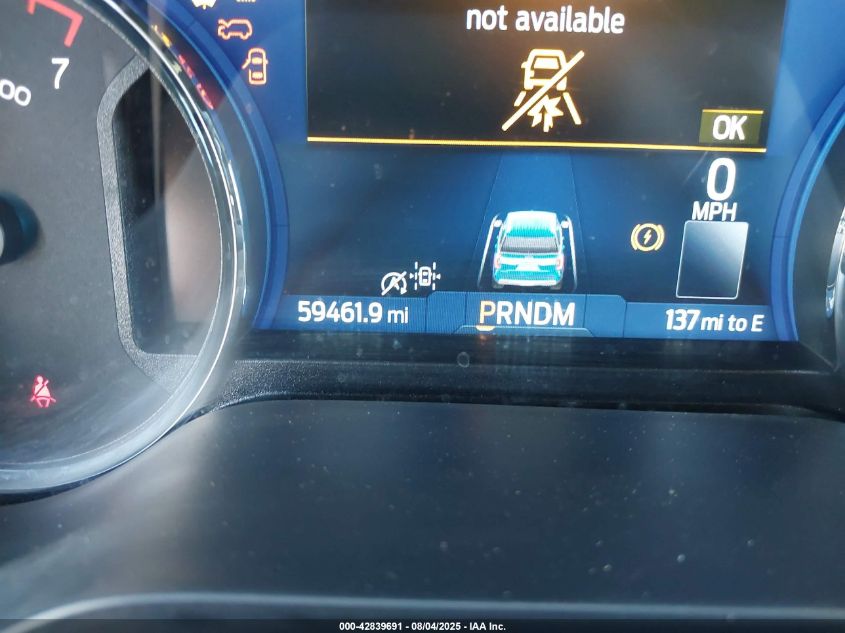 not available
OK
7
00
0
MPH
59461.9 mi
PRNDM
137 mi to E
000-42839691 - 08/04/2025 - IAA Inc.